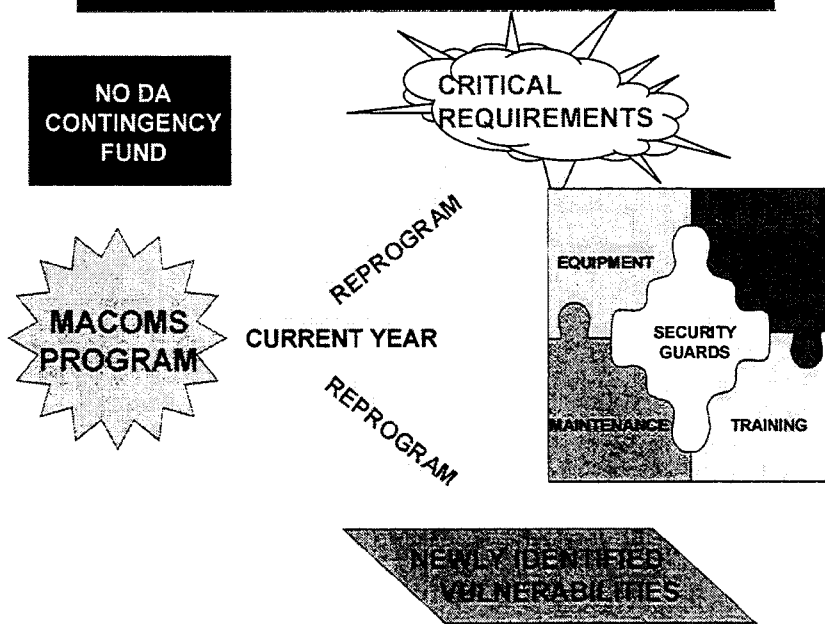 NO DA
CONTINGENCY
FUND
CRITICAL
REQUIREMENTS
REPROGRAM
EQUIPMENT
MACOMS
PROGRAM
CURRENT YEAR
SECURITY
GUARDS
REPROGRAM
MAINTENANCE
TRAINING
NEWLY IDENTIFIED
VULNERABILITIES